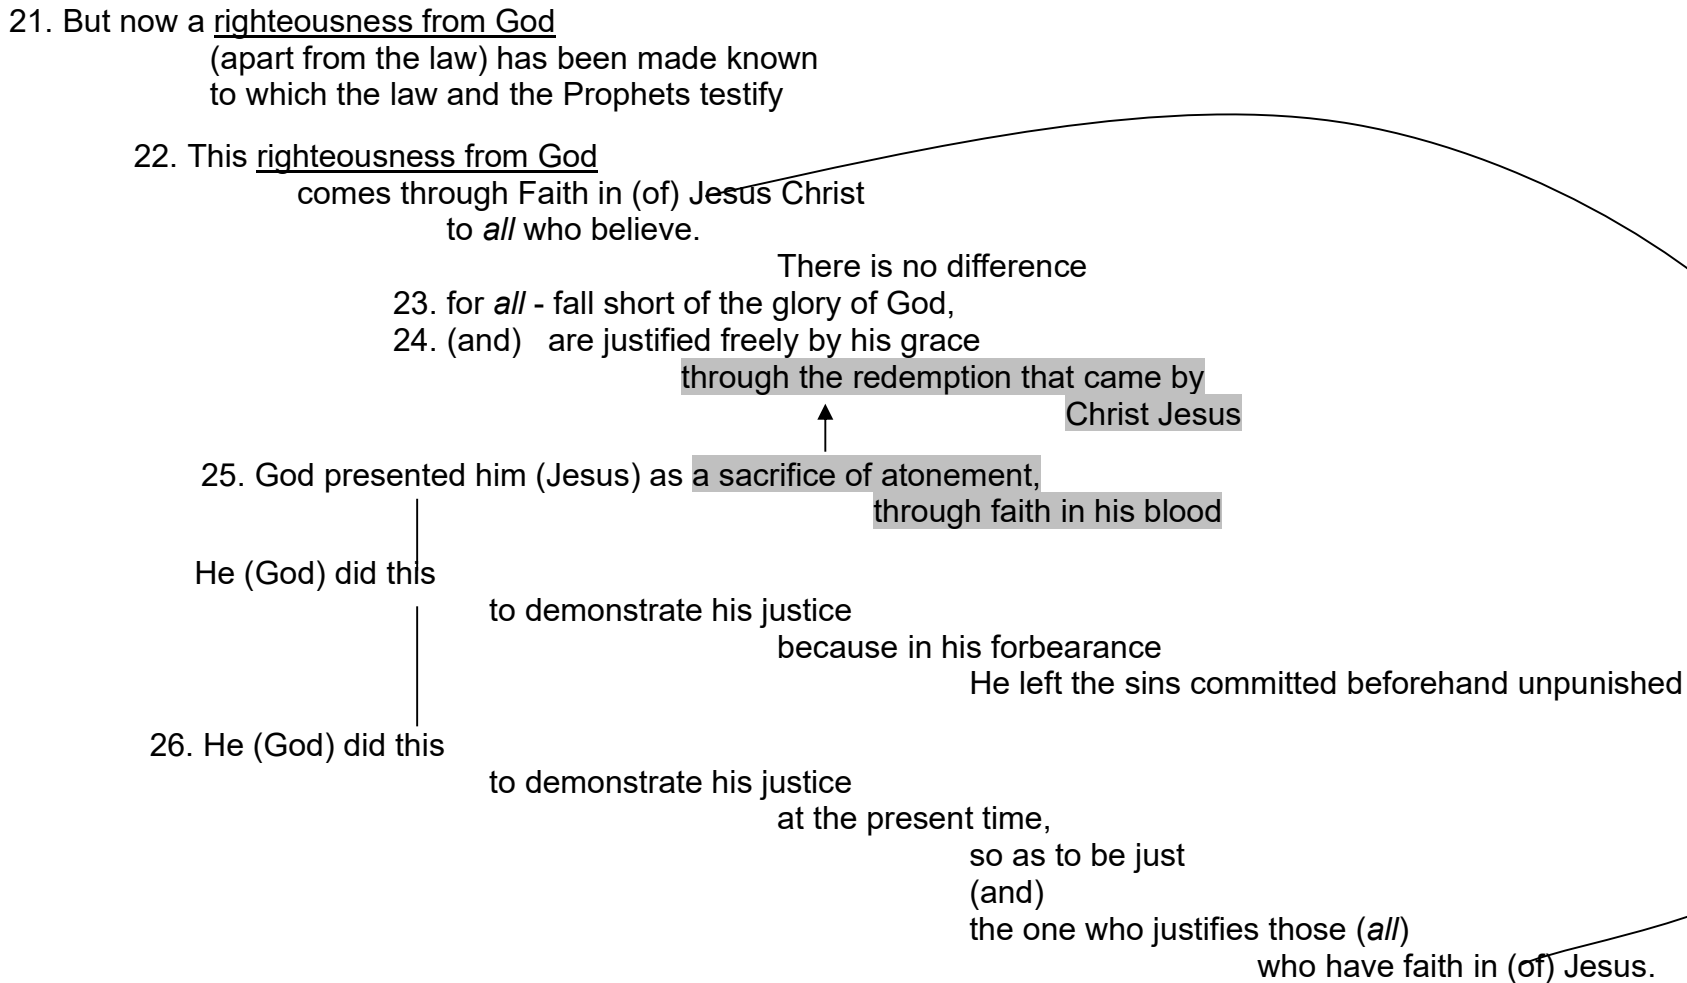 21. But now a righteousness from God
(apart from the law) has been made known
to which the law and the Prophets testify
22. This righteousness from God
comes through Faith in (of) Jesus Christ
to all who believe.
There is no difference
23. for all - fall short of the glory of God,
24. (and) are justified freely by his grace
through the redemption that came by
Christ Jesus
25. God presented him (Jesus) as a sacrifice of atonement,
through faith in his blood
He (God) did this
to demonstrate his justice
because in his forbearance
He left the sins committed beforehand unpunished
26. He (God) did this
to demonstrate his justice
at the present time,
so as to be just
(and)
the one who justifies those (all)
who have faith in (of) Jesus.